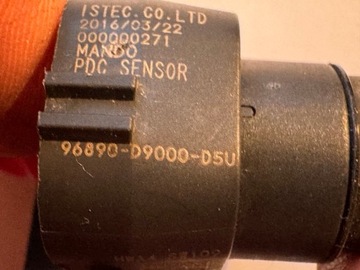 ISTEC.CO.LTD
2016/03/22
000000271
MANDO
PDC SENSOR
96890-D9000-D5U